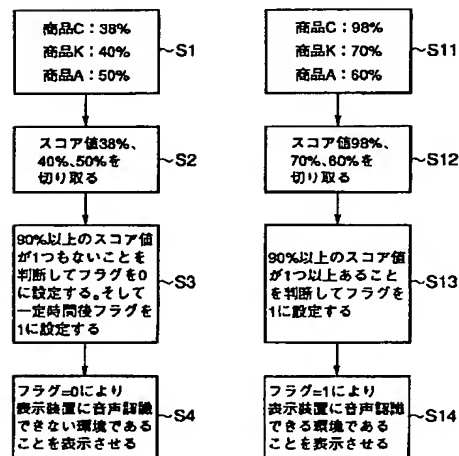 商品C：38%
商品K：40%
商品A：50%
S1
スコア値38%、
40%、50%を
切り取る
S2
90%以上のスコア値
が1つもないことを
判断してフラグを0
に設定する。そして
一定時間後フラグを
1に設定する
S3
フラグ=0により
表示装置に音声認識
できない環境である
ことを表示させる
S4
商品C：98%
商品K：70%
商品A：60%
S11
スコア値98%、
70%、60%を
切り取る
S12
90%以上のスコア値
が1つ以上あること
を判断してフラグを
1に設定する
S13
フラグ=1により
表示装置に音声認識
できる環境である
ことを表示させる
S14